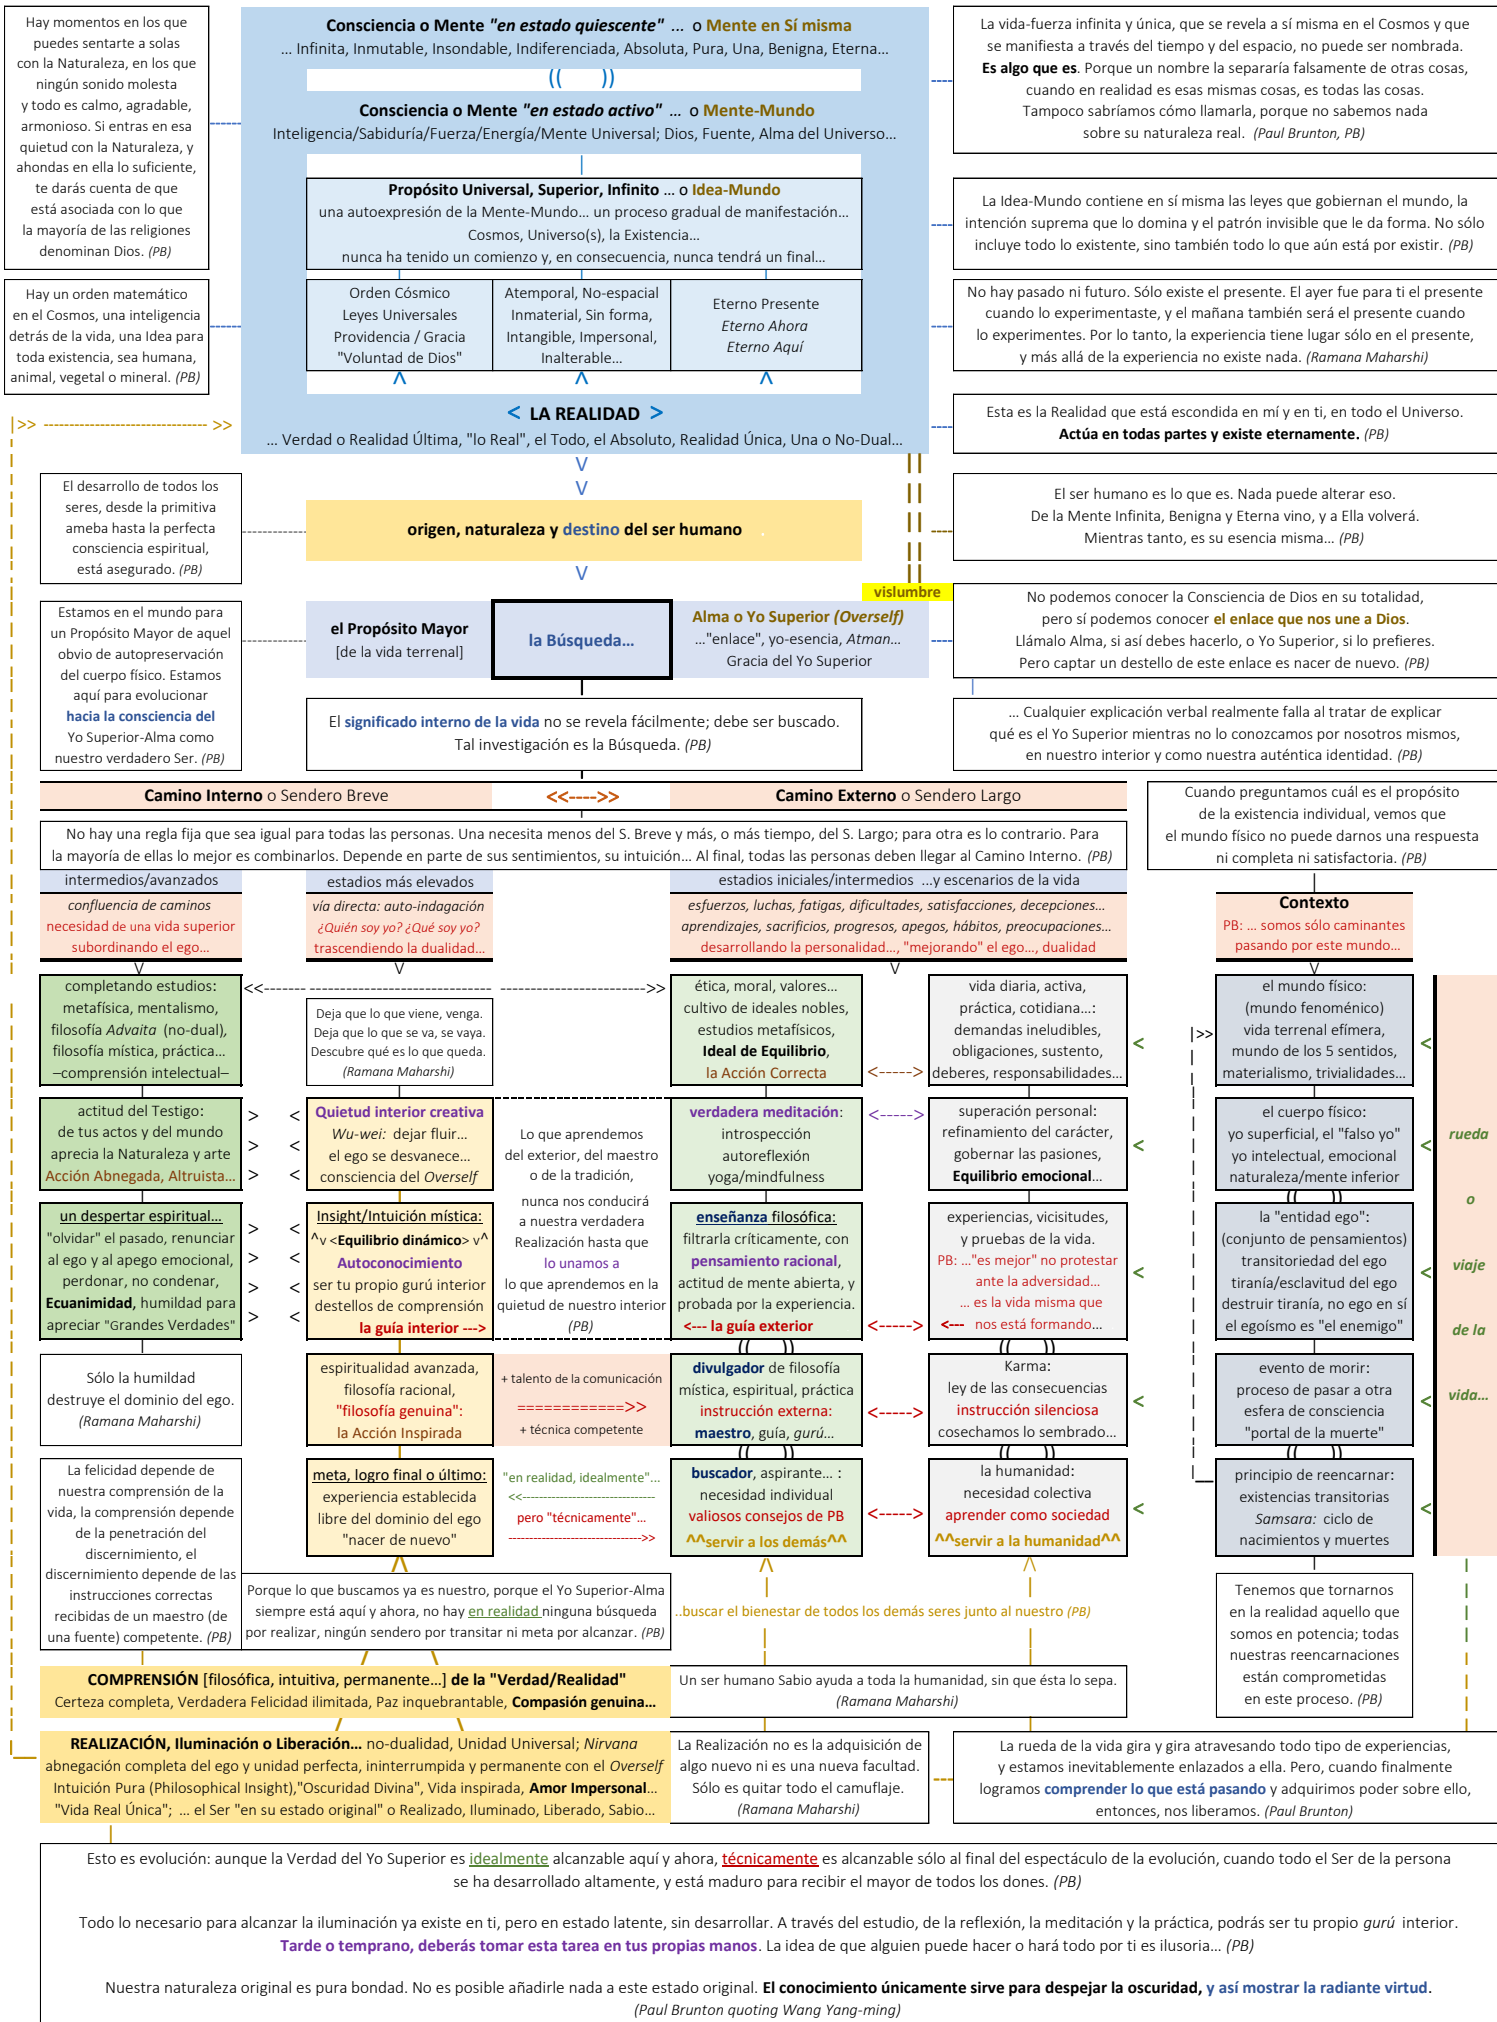 Hay momentos en los que
puedes sentarte a solas
con la Naturaleza, en los que
ningún sonido molesta
y todo es calmo, agradable,
armonioso. Si entras en esa
quietud con la Naturaleza, y
ahondas en ella lo suficiente,
te darás cuenta de que
está asociada con lo que
la mayoría de las religiones
denominan Dios. (PB)
Consciencia o Mente "en estado quiescente" ... o Mente en Sí misma
... Infinita, Inmutable, Insondable, Indiferenciada, Absoluta, Pura, Una, Benigna, Eterna...
(( ))
Consciencia o Mente "en estado activo" ... o Mente-Mundo
Inteligencia/Sabiduría/Fuerza/Energía/Mente Universal; Dios, Fuente, Alma del Universo...
Propósito Universal, Superior, Infinito ... o Idea-Mundo
una autoexpresión de la Mente-Mundo... un proceso gradual de manifestación...
Cosmos, Universo(s), la Existencia...
nunca ha tenido un comienzo y, en consecuencia, nunca tendrá un final...
La vida-fuerza infinita y única, que se revela a sí misma en el Cosmos y que
se manifiesta a través del tiempo y del espacio, no puede ser nombrada.
Es algo que es. Porque un nombre la separaría falsamente de otras cosas,
cuando en realidad es esas mismas cosas, es todas las cosas.
Tampoco sabríamos cómo llamarla, porque no sabemos nada
sobre su naturaleza real. (Paul Brunton, PB)
La Idea-Mundo contiene en sí misma las leyes que gobiernan el mundo, la
intención suprema que lo domina y el patrón invisible que le da forma. No sólo
incluye todo lo existente, sino también todo lo que aún está por existir. (PB)
Hay un orden matemático
en el Cosmos, una inteligencia
detrás de la vida, una Idea para
toda existencia, sea humana,
animal, vegetal o mineral. (PB)
Orden Cósmico
Leyes Universales
Providencia / Gracia
"Voluntad de Dios"
Atemporal, No-espacial
Inmaterial, Sin forma,
Intangible, Impersonal,
Inalterable...
Eterno Presente
Eterno Ahora
Eterno Aquí
No hay pasado ni futuro. Sólo existe el presente. El ayer fue para ti el presente
cuando lo experimentaste, y el mañana también será el presente cuando
lo experimentes. Por lo tanto, la experiencia tiene lugar sólo en el presente,
y más allá de la experiencia no existe nada. (Ramana Maharshi)
< LA REALIDAD >
... Verdad o Realidad Última, "lo Real", el Todo, el Absoluto, Realidad Única, Una o No-Dual...
Esta es la Realidad que está escondida en mí y en ti, en todo el Universo.
Actúa en todas partes y existe eternamente. (PB)
El desarrollo de todos los
seres, desde la primitiva
ameba hasta la perfecta
consciencia espiritual,
está asegurado. (PB)
origen, naturaleza y destino del ser humano
El ser humano es lo que es. Nada puede alterar eso.
De la Mente Infinita, Benigna y Eterna vino, y a Ella volverá.
Mientras tanto, es su esencia misma... (PB)
Estamos en el mundo para
un Propósito Mayor de aquel
obvio de autopreservación
del cuerpo físico. Estamos
aquí para evolucionar
hacia la consciencia del
Yo Superior-Alma como
nuestro verdadero Ser. (PB)
el Propósito Mayor
[de la vida terrenal]
la Búsqueda...
vislumbre
Alma o Yo Superior (Overself)
..."enlace", yo-esencia, Atman...
Gracia del Yo Superior
No podemos conocer la Consciencia de Dios en su totalidad,
pero sí podemos conocer el enlace que nos une a Dios.
Llámalo Alma, si así debes hacerlo, o Yo Superior, si lo prefieres.
Pero captar un destello de este enlace es nacer de nuevo. (PB)
El significado interno de la vida no se revela fácilmente; debe ser buscado.
Tal investigación es la Búsqueda. (PB)
... Cualquier explicación verbal realmente falla al tratar de explicar
qué es el Yo Superior mientras no lo conozcamos por nosotros mismos,
en nuestro interior y como nuestra auténtica identidad. (PB)
Camino Interno o Sendero Breve
<<---->>
Camino Externo o Sendero Largo
No hay una regla fija que sea igual para todas las personas. Una necesita menos del S. Breve y más, o más tiempo, del S. Largo; para otra es lo contrario. Para
la mayoría de ellas lo mejor es combinarlos. Depende en parte de sus sentimientos, su intuición... Al final, todas las personas deben llegar al Camino Interno. (PB)
Cuando preguntamos cuál es el propósito
de la existencia individual, vemos que
el mundo físico no puede darnos una respuesta
ni completa ni satisfactoria. (PB)
intermedios/avanzados
confluencia de caminos
necesidad de una vida superior
subordinando el ego...
estadios más elevados
vía directa: auto-indagación
¿Quién soy yo? ¿Qué soy yo?
trascendiendo la dualidad...
estadios iniciales/intermedios ...y escenarios de la vida
esfuerzos, luchas, fatigas, dificultades, satisfacciones, decepciones...
aprendizajes, sacrificios, progresos, apegos, hábitos, preocupaciones...
desarrollando la personalidad..., "mejorando" el ego..., dualidad
Contexto
PB: ... somos sólo caminantes
pasando por este mundo...
completando estudios:
metafísica, mentalismo,
filosofía Advaita (no-dual),
filosofía mística, práctica...
–comprensión intelectual–
Deja que lo que viene, venga.
Deja que lo que se va, se vaya.
Descubre qué es lo que queda.
(Ramana Maharshi)
ética, moral, valores...
cultivo de ideales nobles,
estudios metafísicos,
Ideal de Equilibrio,
la Acción Correcta
vida diaria, activa,
práctica, cotidiana...:
demandas ineludibles,
obligaciones, sustento,
deberes, responsabilidades...
el mundo físico:
(mundo fenoménico)
vida terrenal efímera,
mundo de los 5 sentidos,
materialismo, trivialidades...
actitud del Testigo:
de tus actos y del mundo
aprecia la Naturaleza y arte
Acción Abnegada, Altruista...
Quietud interior creativa
Wu-wei: dejar fluir...
el ego se desvanece...
consciencia del Overself
Lo que aprendemos
del exterior, del maestro
o de la tradición,
nunca nos conducirá
a nuestra verdadera
Realización hasta que
lo unamos a
lo que aprendemos en la
quietud de nuestro interior
(PB)
verdadera meditación:
introspección
autoreflexión
yoga/mindfulness
superación personal:
refinamiento del carácter,
gobernar las pasiones,
Equilibrio emocional...
el cuerpo físico:
yo superficial, el "falso yo"
yo intelectual, emocional
naturaleza/mente inferior
rueda
o
viaje
de la
vida...
un despertar espiritual...
"olvidar" el pasado, renunciar
al ego y al apego emocional,
perdonar, no condenar,
Ecuanimidad, humildad para
apreciar "Grandes Verdades"
Insight/Intuición mística:
^v <Equilibrio dinámico> v^
Autoconocimiento
ser tu propio gurú interior
destellos de comprensión
la guía interior --->
enseñanza filosófica:
filtrarla críticamente, con
pensamiento racional,
actitud de mente abierta, y
probada por la experiencia.
<--- la guía exterior
experiencias, vicisitudes,
y pruebas de la vida.
PB: ..."es mejor" no protestar
ante la adversidad...
... es la vida misma que
<--- nos está formando...
la "entidad ego":
(conjunto de pensamientos)
transitoriedad del ego
tiranía/esclavitud del ego
destruir tiranía, no ego en sí
el egoísmo es "el enemigo"
Sólo la humildad
destruye el dominio del ego.
(Ramana Maharshi)
espiritualidad avanzada,
filosofía racional,
"filosofía genuina":
la Acción Inspirada
+ talento de la comunicación
============>>
+ técnica competente
divulgador de filosofía
mística, espiritual, práctica
instrucción externa:
maestro, guía, gurú...
Karma:
ley de las consecuencias
instrucción silenciosa
cosechamos lo sembrado...
evento de morir:
proceso de pasar a otra
esfera de consciencia
"portal de la muerte"
La felicidad depende de
nuestra comprensión de la
vida, la comprensión depende
de la penetración del
discernimiento, el
discernimiento depende de las
instrucciones correctas
recibidas de un maestro (de
una fuente) competente. (PB)
meta, logro final o último:
experiencia establecida
libre del dominio del ego
"nacer de nuevo"
"en realidad, idealmente"...
<<---------------------------------
pero "técnicamente"...
--------------------------------->>
buscador, aspirante... :
necesidad individual
valiosos consejos de PB
^^servir a los demás^^
la humanidad:
necesidad colectiva
aprender como sociedad
^^servir a la humanidad^^
principio de reencarnar:
existencias transitorias
Samsara: ciclo de
nacimientos y muertes
Porque lo que buscamos ya es nuestro, porque el Yo Superior-Alma
siempre está aquí y ahora, no hay en realidad ninguna búsqueda
por realizar, ningún sendero por transitar ni meta por alcanzar. (PB)
..buscar el bienestar de todos los demás seres junto al nuestro (PB)
Tenemos que tornarnos
en la realidad aquello que
somos en potencia; todas
nuestras reencarnaciones
están comprometidas
en este proceso. (PB)
COMPRENSIÓN [filosófica, intuitiva, permanente...] de la "Verdad/Realidad"
Certeza completa, Verdadera Felicidad ilimitada, Paz inquebrantable, Compasión genuina...
Un ser humano Sabio ayuda a toda la humanidad, sin que ésta lo sepa.
(Ramana Maharshi)
REALIZACIÓN, Iluminación o Liberación... no-dualidad, Unidad Universal; Nirvana
abnegación completa del ego y unidad perfecta, ininterrumpida y permanente con el Overself
Intuición Pura (Philosophical Insight),"Oscuridad Divina", Vida inspirada, Amor Impersonal...
"Vida Real Única"; ... el Ser "en su estado original" o Realizado, Iluminado, Liberado, Sabio...
La Realización no es la adquisición de
algo nuevo ni es una nueva facultad.
Sólo es quitar todo el camuflaje.
(Ramana Maharshi)
La rueda de la vida gira y gira atravesando todo tipo de experiencias,
y estamos inevitablemente enlazados a ella. Pero, cuando finalmente
logramos comprender lo que está pasando y adquirimos poder sobre ello,
entonces, nos liberamos. (Paul Brunton)
Esto es evolución: aunque la Verdad del Yo Superior es idealmente alcanzable aquí y ahora, técnicamente es alcanzable sólo al final del espectáculo de la evolución, cuando todo el Ser de la persona
se ha desarrollado altamente, y está maduro para recibir el mayor de todos los dones. (PB)
Todo lo necesario para alcanzar la iluminación ya existe en ti, pero en estado latente, sin desarrollar. A través del estudio, de la reflexión, la meditación y la práctica, podrás ser tu propio gurú interior.
Tarde o temprano, deberás tomar esta tarea en tus propias manos. La idea de que alguien puede hacer o hará todo por ti es ilusoria... (PB)
Nuestra naturaleza original es pura bondad. No es posible añadirle nada a este estado original. El conocimiento únicamente sirve para despejar la oscuridad, y así mostrar la radiante virtud.
(Paul Brunton quoting Wang Yang-ming)